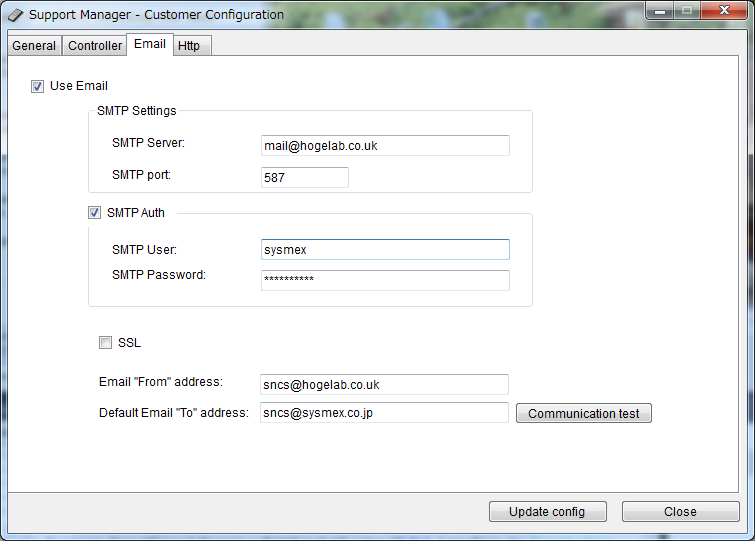 Support Manager - Customer Configuration
General Controller Email Http
Use Email
SMTP Settings
SMTP Server: mail@hogelab.co.uk
SMTP port: 587
SMTP Auth
SMTP User: sysmex
SMTP Password: **********
SSL
Email "From" address: sncs@hogelab.co.uk
Default Email "To" address: sncs@sysmex.co.jp Communication test
Update config Close